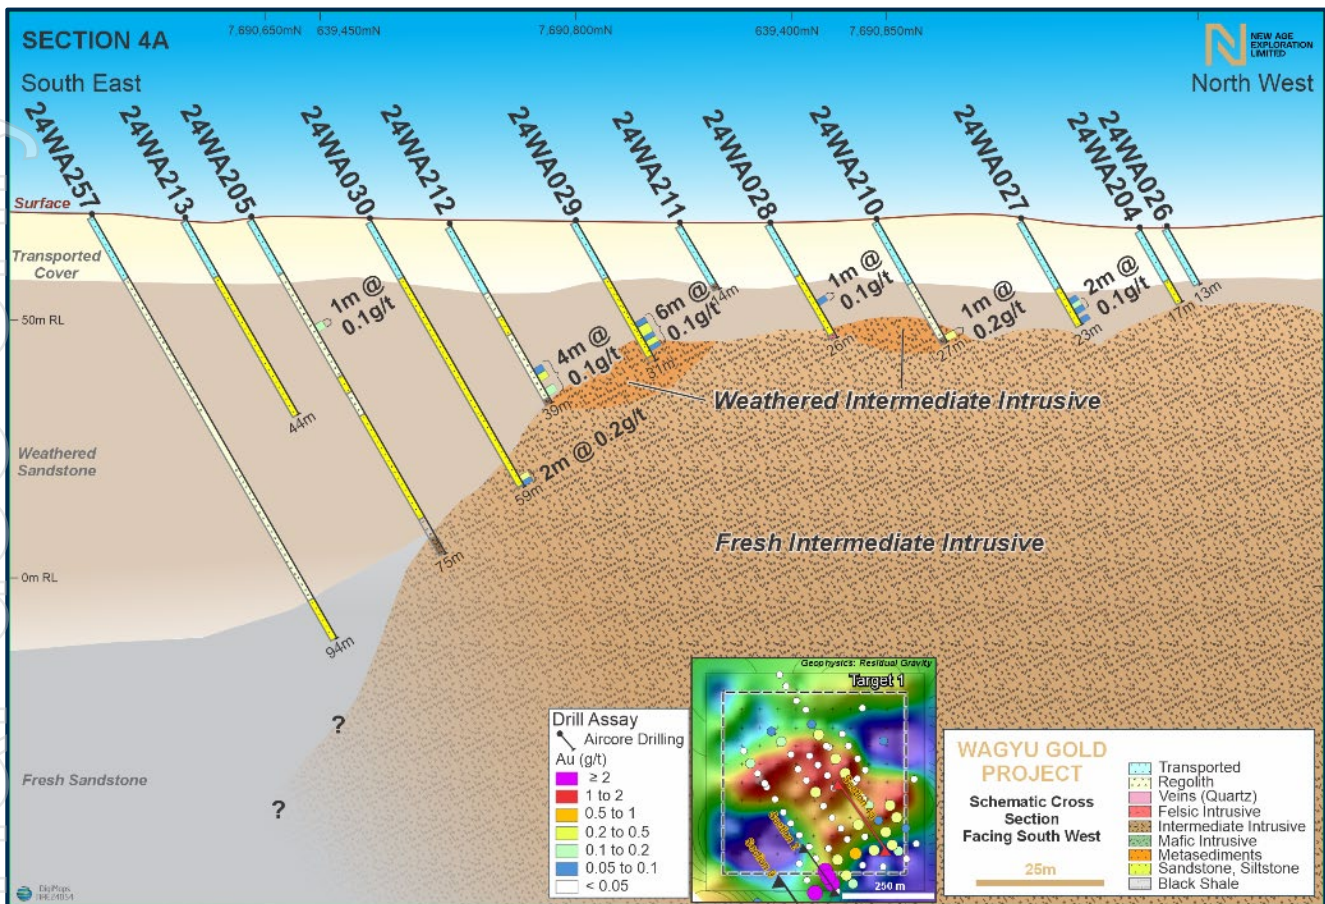 SECTION 4A
7,690,650mN
639,450mN
7,690,800mN
639,400mN
7,690,850mN
NEW AGE
EXPLORATION
LIMITED
South East
North West
24WA257
24WA213
24WA205
24WA030
24WA212
24WA029
24WA211
24WA028
24WA210
24WA027
24WA204
24WA026
Surface
Transported
Cover
50m RL
Weathered
Sandstone
0m RL
Fresh Sandstone
1m @
0.1g/t
4m @
0.1g/t
6m @
0.1g/t
1m @
0.1g/t
1m @
0.2g/t
2m @
0.1g/t
2m @ 0.2g/t
14m
13m
17m
23m
26m
27m
31m
39m
44m
59m
75m
94m
Weathered Intermediate Intrusive
Fresh Intermediate Intrusive
?
?
Drill Assay
Aircore Drilling
Au (g/t)
≥ 2
1 to 2
0.5 to 1
0.2 to 0.5
0.1 to 0.2
0.05 to 0.1
< 0.05
Geophysics: Residual Gravity
Target 1
250 m
WAGYU GOLD
PROJECT
Schematic Cross
Section
Facing South West
25m
Transported
Regolith
Veins (Quartz)
Felsic Intrusive
Intermediate Intrusive
Mafic Intrusive
Metasediments
Sandstone, Siltstone
Black Shale
DigiMaps